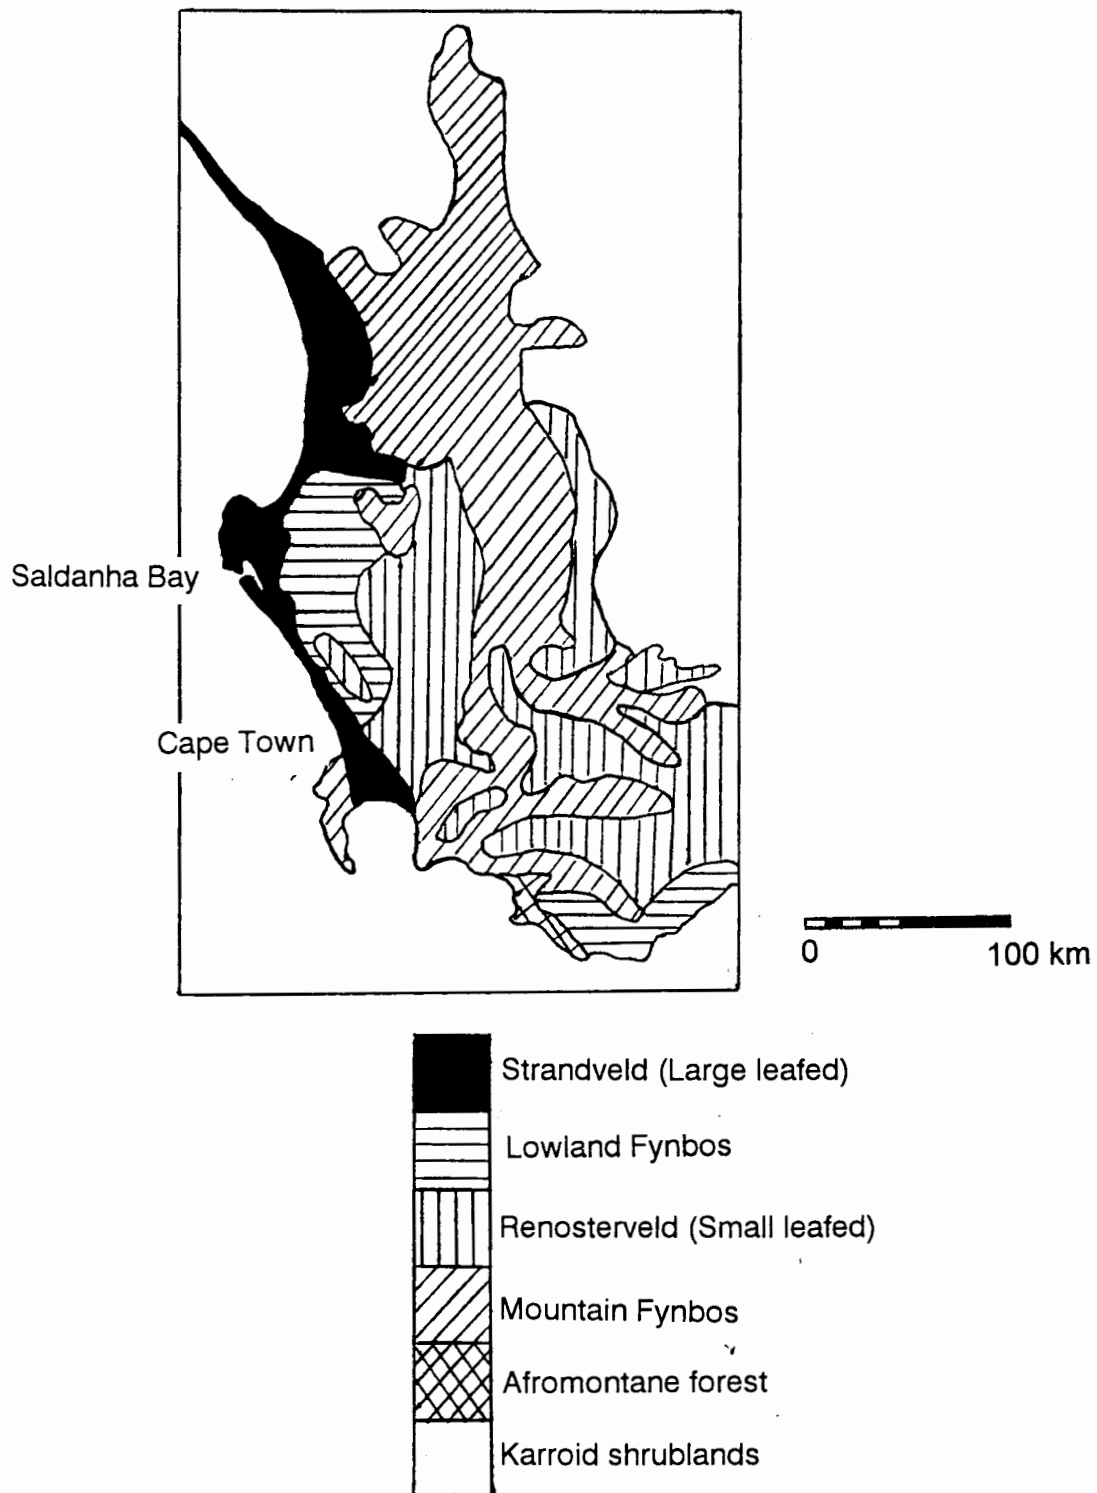 Saldanha Bay
Cape Town
0 100 km
Strandveld (Large leafed)
Lowland Fynbos
Renosterveld (Small leafed)
Mountain Fynbos
Afromontane forest
Karroid shrublands